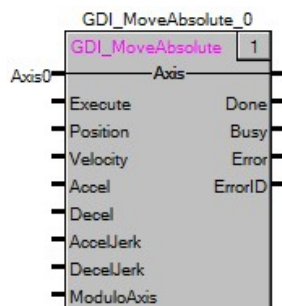 GDI_MoveAbsolute_0
GDI_MoveAbsolute 1
Axis0 Axis
Execute Done
Position Busy
Velocity Error
Accel ErrorID
Decel
AccelJerk
DecelJerk
ModuloAxis